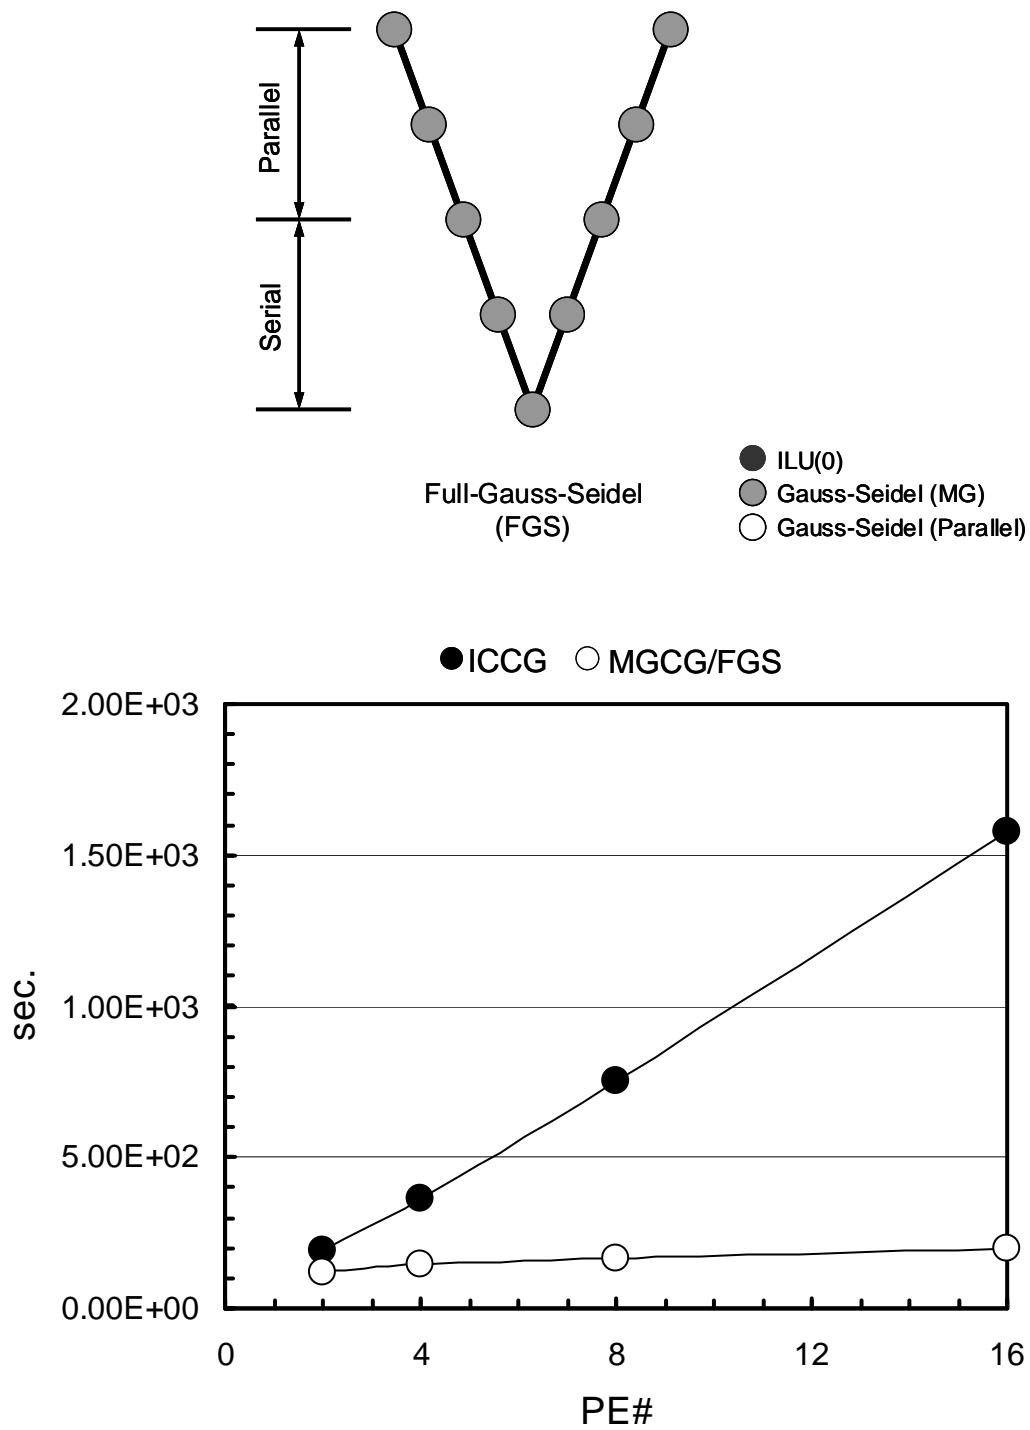 Parallel
Serial
Full-Gauss-Seidel
(FGS)
ILU(0)
Gauss-Seidel (MG)
Gauss-Seidel (Parallel)
ICCG
MGCG/FGS
2.00E+03
1.50E+03
1.00E+03
5.00E+02
0.00E+00
sec.
0 4 8 12 16
PE#